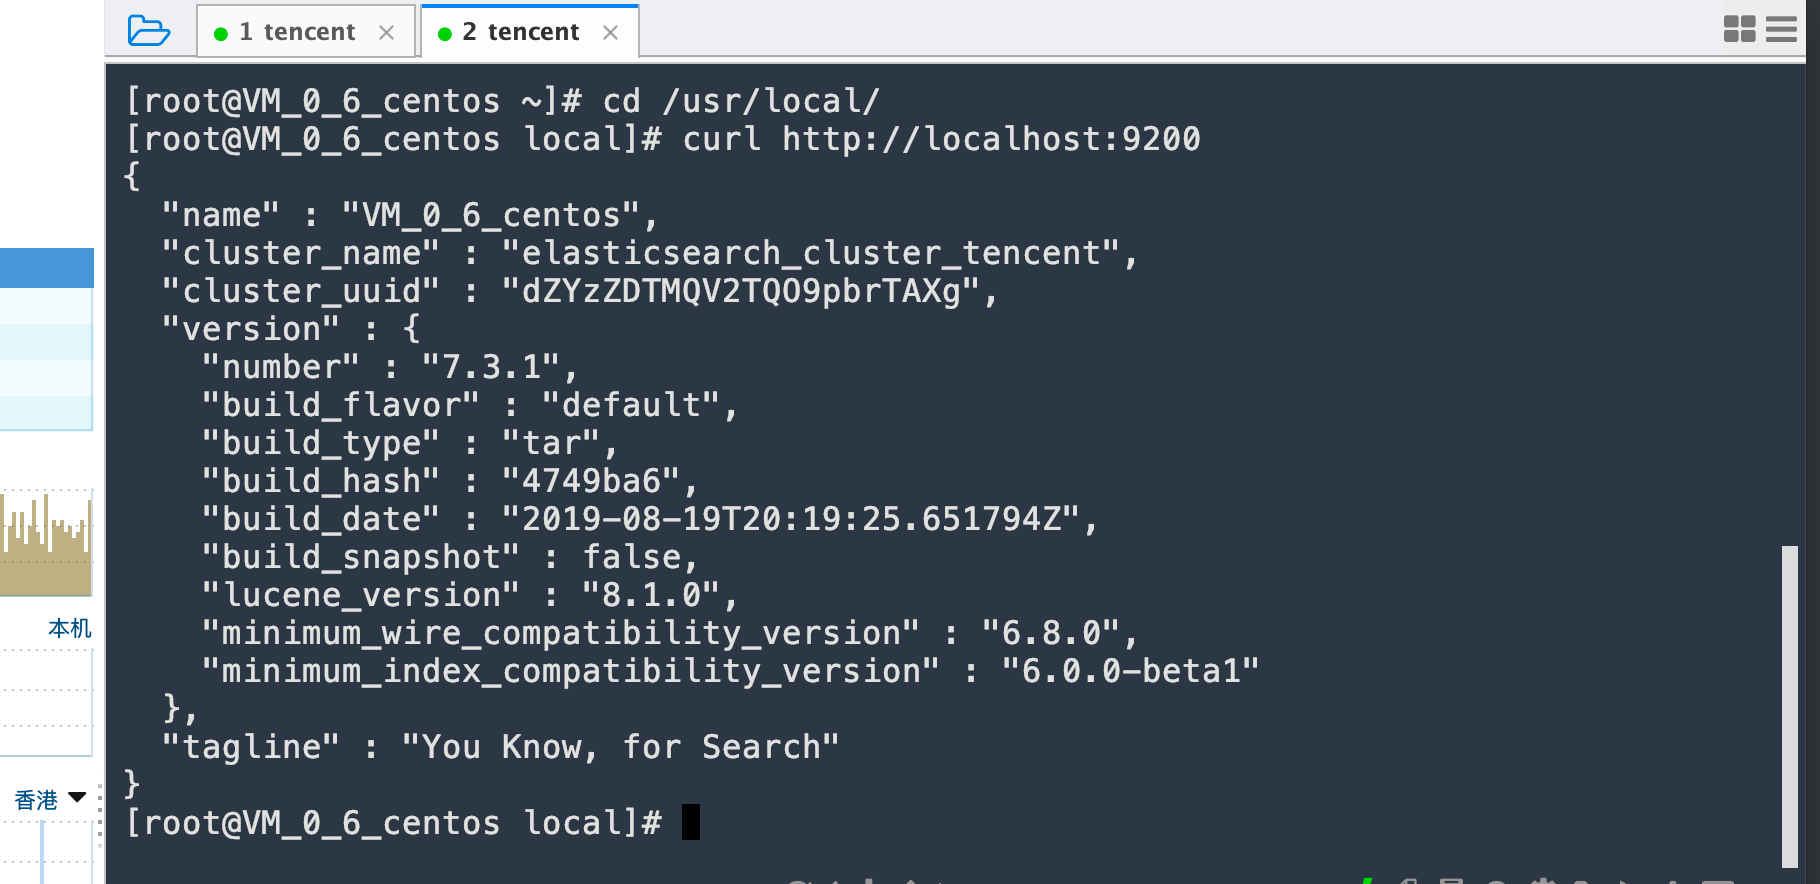 1 tencent
2 tencent
[root@VM_0_6_centos ~]# cd /usr/local/
[root@VM_0_6_centos local]# curl http://localhost:9200
{
"name" : "VM_0_6_centos",
"cluster_name" : "elasticsearch_cluster_tencent",
"cluster_uuid" : "dZYzZDTMQV2TQO9pbrTAXg",
"version" : {
"number" : "7.3.1",
"build_flavor" : "default",
"build_type" : "tar",
"build_hash" : "4749ba6",
"build_date" : "2019-08-19T20:19:25.651794Z",
"build_snapshot" : false,
"lucene_version" : "8.1.0",
"minimum_wire_compatibility_version" : "6.8.0",
"minimum_index_compatibility_version" : "6.0.0-beta1"
},
"tagline" : "You Know, for Search"
}
[root@VM_0_6_centos local]#
本机
香港